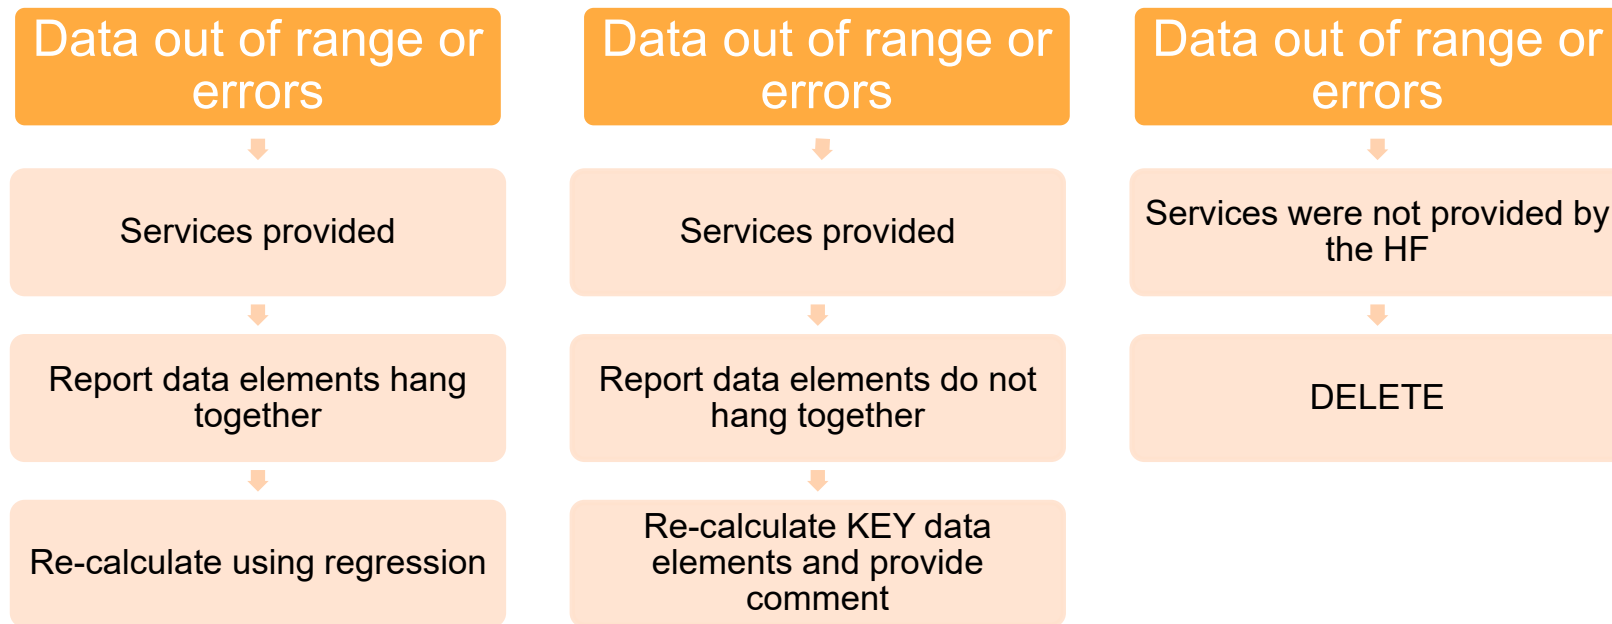 Data out of range or
errors
Services provided
Report data elements hang
together
Re-calculate using regression
Data out of range or
errors
Services provided
Report data elements do not
hang together
Re-calculate KEY data
elements and provide
comment
Data out of range or
errors
Services were not provided by
the HF
DELETE